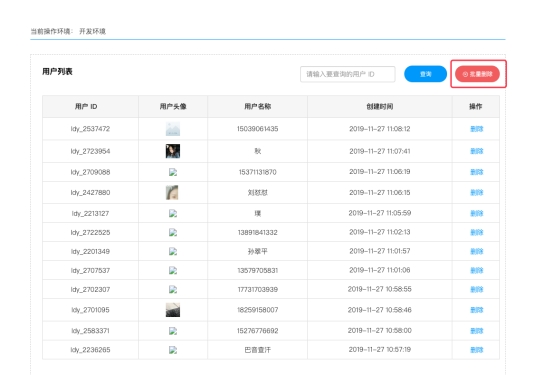 当前操作环境： 开发环境
用户列表 请输入要查询的用户 ID 查询 批量删除
用户 ID 用户头像 用户名称 创建时间 操作
ldy_2537472 15039061435 2019-11-27 11:08:12 删除
ldy_2723954 秋 2019-11-27 11:07:41 删除
ldy_2709088 15371131870 2019-11-27 11:06:19 删除
ldy_2427880 刘怼怼 2019-11-27 11:06:15 删除
ldy_2213127 2019-11-27 11:05:59 删除
ldy_2722525 13891841332 2019-11-27 11:02:13 删除
ldy_2201349 孙翠平 2019-11-27 11:01:57 删除
ldy_2707537 13579705831 2019-11-27 11:01:06 删除
ldy_2702307 17731703939 2019-11-27 10:58:55 删除
ldy_2701095 18259158007 2019-11-27 10:58:46 删除
ldy_2583371 15276776692 2019-11-27 10:58:00 删除
ldy_2236265 巴音查汗 2019-11-27 10:57:19 删除